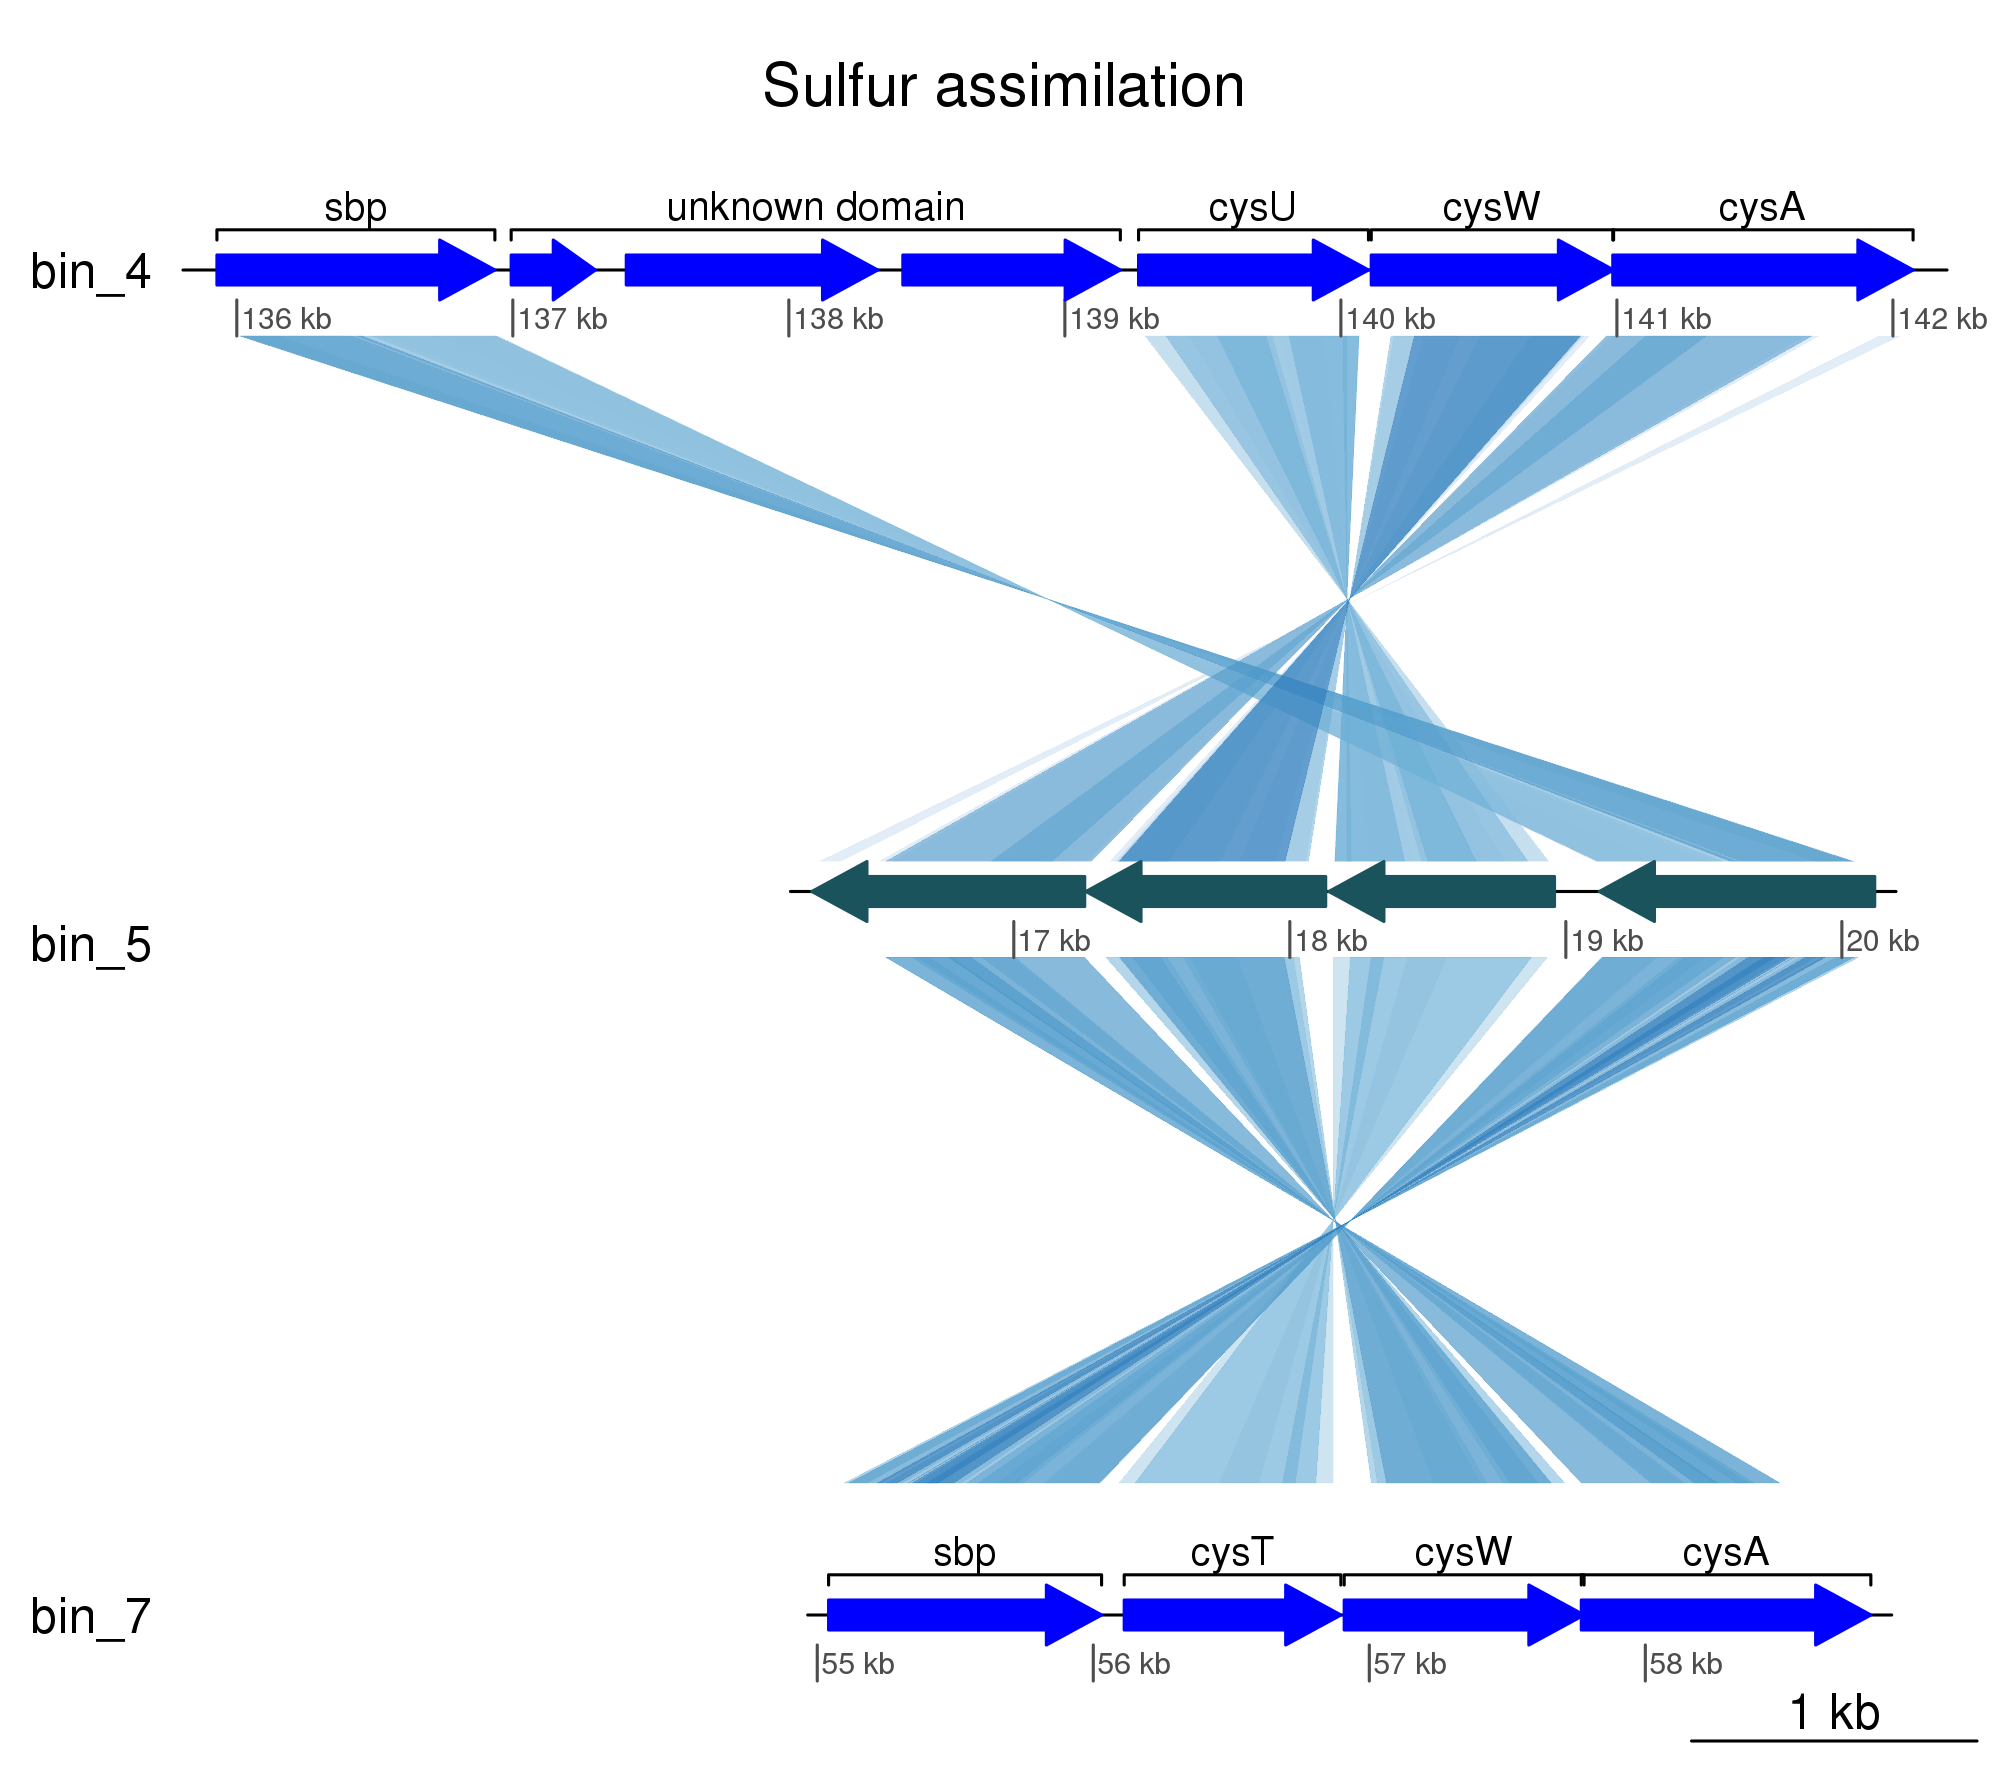 Sulfur assimilation
sbp unknown domain cysU cysW cysA
bin_4
136 kb 137 kb 138 kb 139 kb 140 kb 141 kb 142 kb
bin_5
17 kb 18 kb 19 kb 20 kb
sbp cysT cysW cysA
bin_7
55 kb 56 kb 57 kb 58 kb
1 kb